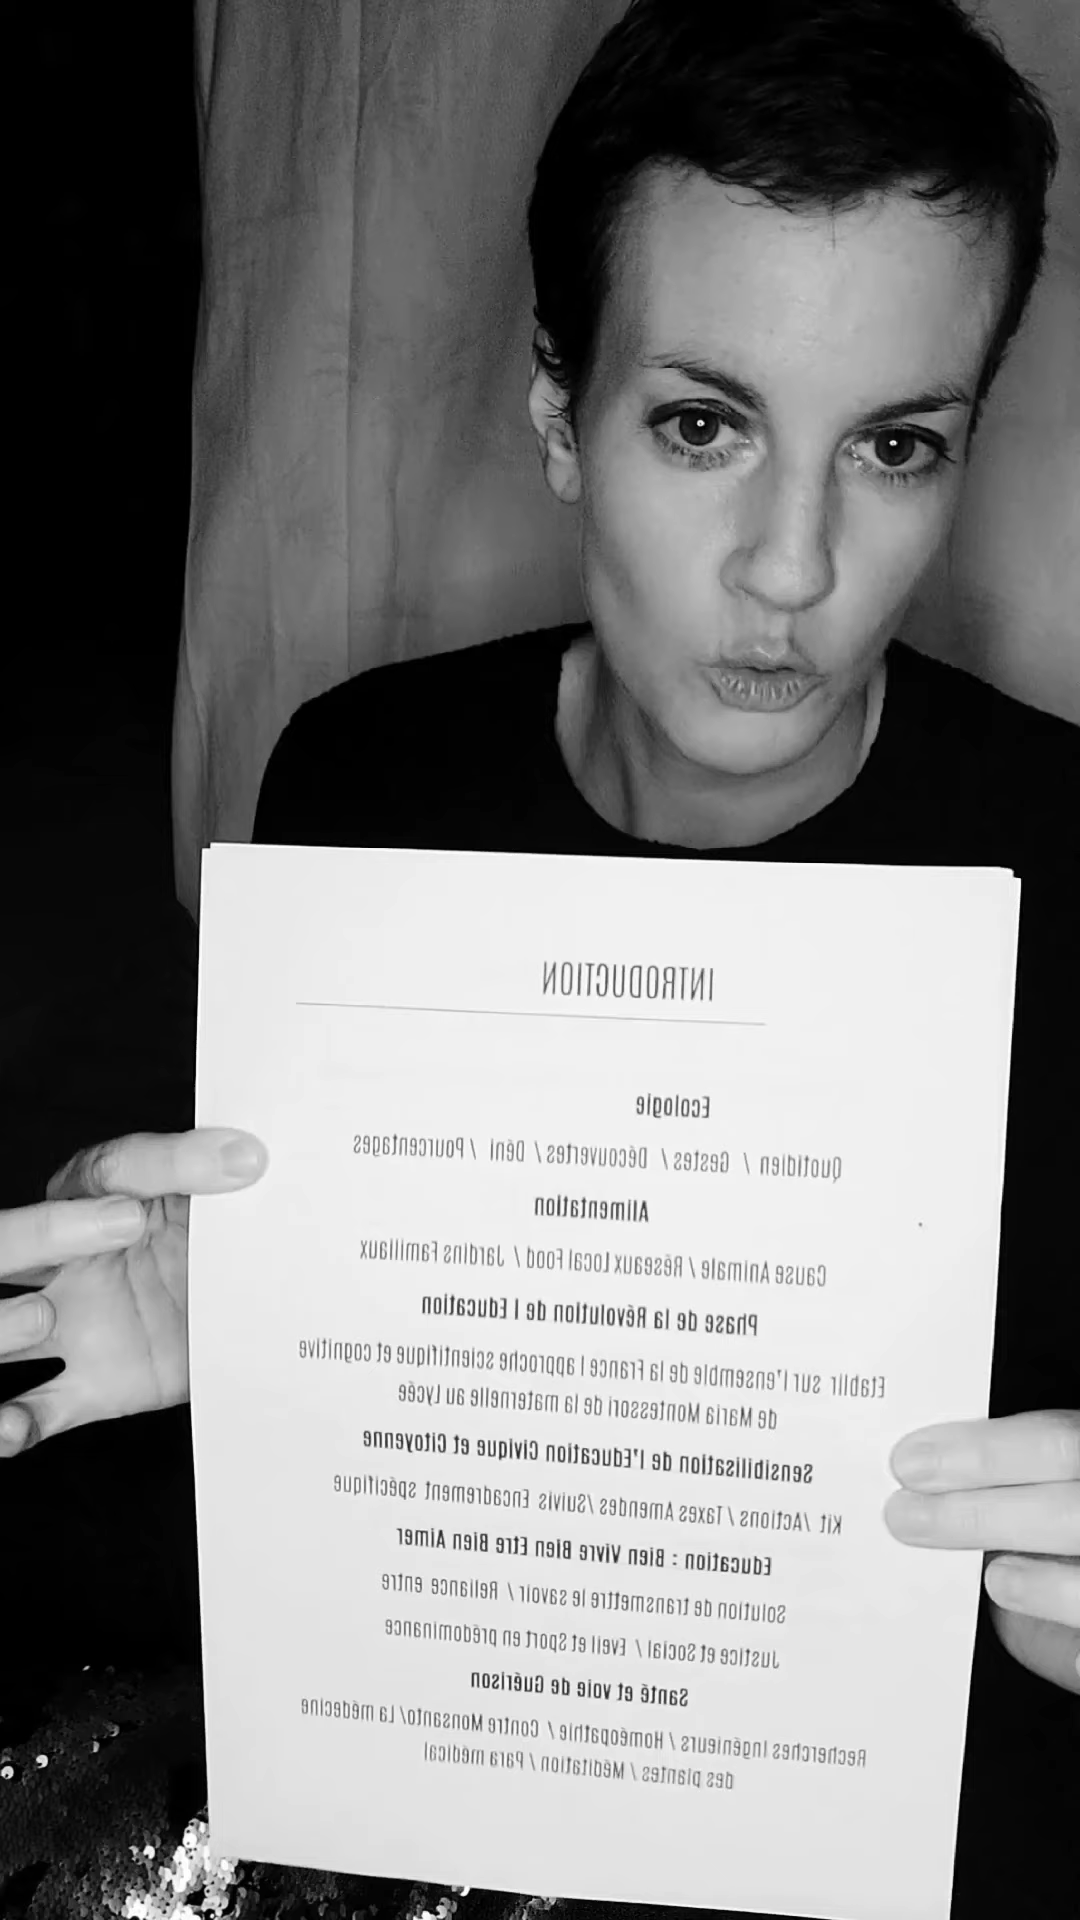 INTRODUCTION
Ecologie
Quotidien / Gestes / Découvertes / Déni / Pourcentages
Alimentation
Cause Animale / Réseaux Local Food / Jardins Familiaux
Phase de la Révolution de l Education
Etablir sur l'ensemble de la France l approche scientifique et cognitive
de Maria Montessori de la maternelle au Lycée
Sensibilisation de l'Education Civique et Citoyenne
Kit /Actions / Taxes Amendes /Suivis Encadrement spécifique
Education : Bien Vivre Bien Etre Bien Aimer
Solution de transmettre le savoir / Reliance entre
Justice et Social / Eveil et Sport en prédominance
Santé et voie de Guérison
Recherches Ingénieurs / Homéopathie / Contre Monsanto/ La médecine
des plantes / Méditation / Para médical